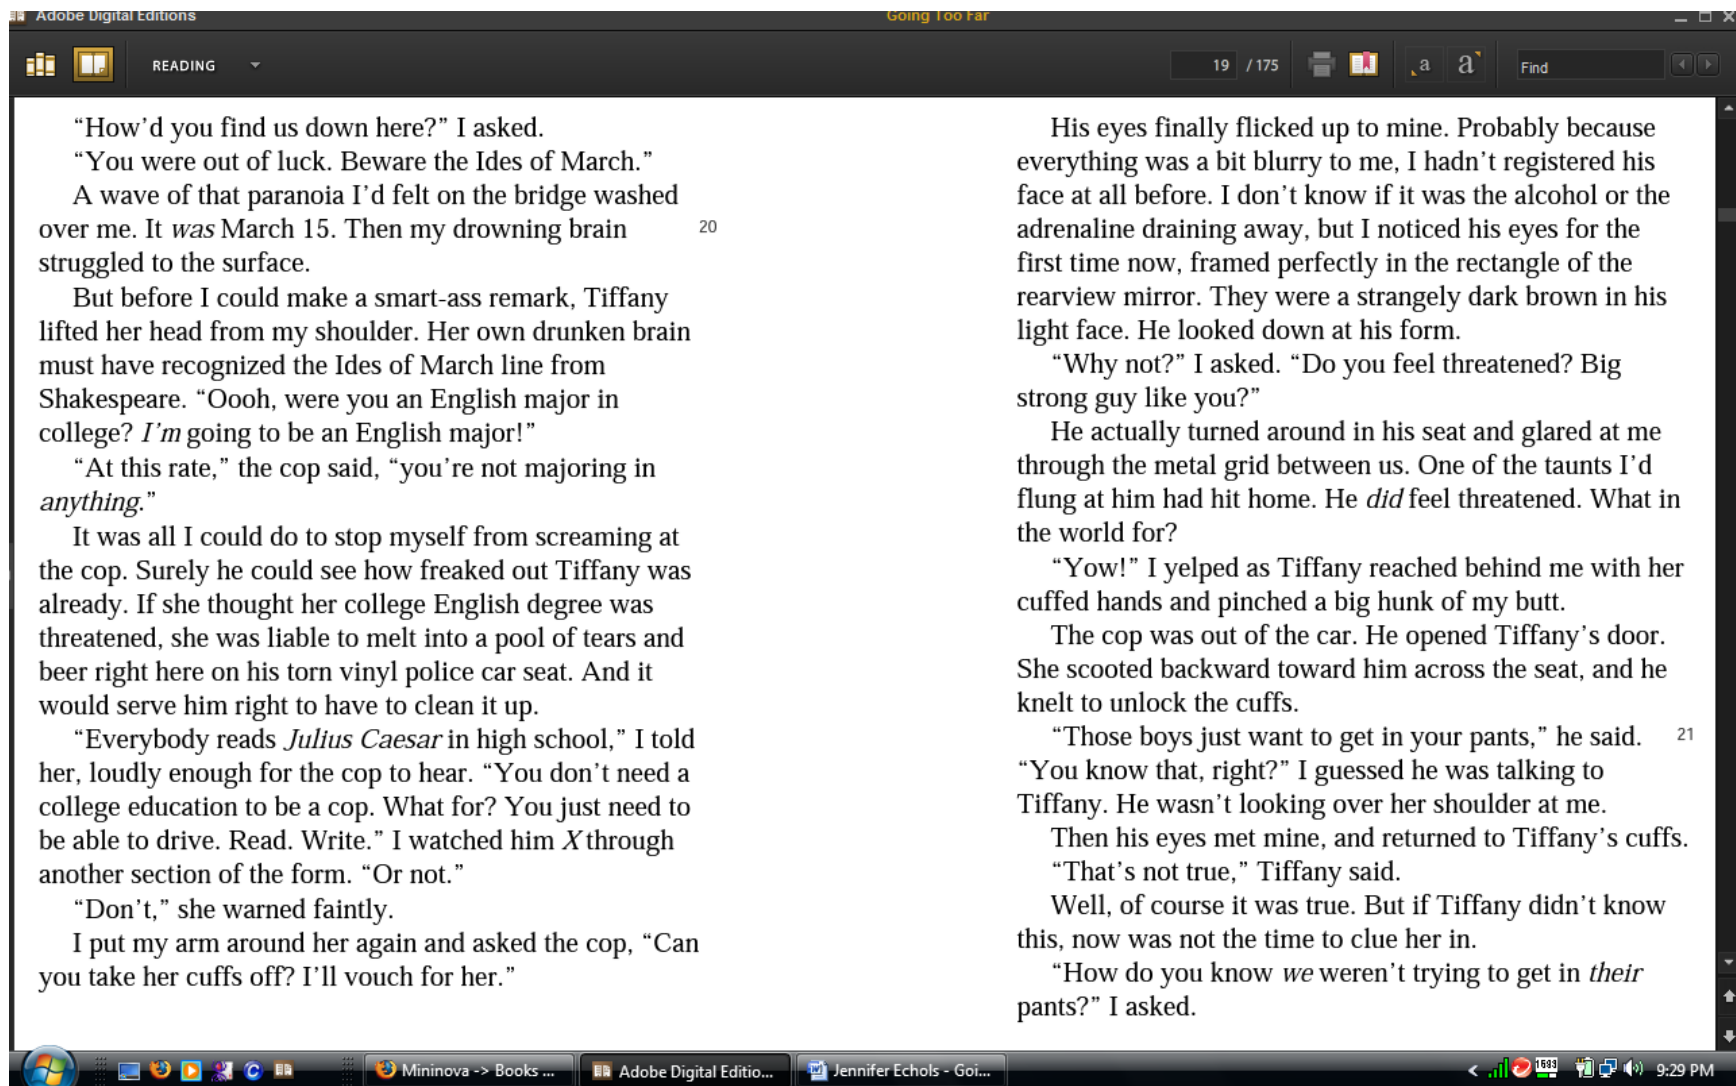 Adobe Digital Editions
Going Too Far
READING
19 / 175
a
a
Find
“How’d you find us down here?” I asked.
“You were out of luck. Beware the Ides of March.”
A wave of that paranoia I’d felt on the bridge washed
over me. It was March 15. Then my drowning brain
20
struggled to the surface.
But before I could make a smart-ass remark, Tiffany
lifted her head from my shoulder. Her own drunken brain
must have recognized the Ides of March line from
Shakespeare. “Oooh, were you an English major in
college? I’m going to be an English major!”
“At this rate,” the cop said, “you’re not majoring in
anything.”
It was all I could do to stop myself from screaming at
the cop. Surely he could see how freaked out Tiffany was
already. If she thought her college English degree was
threatened, she was liable to melt into a pool of tears and
beer right here on his torn vinyl police car seat. And it
would serve him right to have to clean it up.
“Everybody reads Julius Caesar in high school,” I told
her, loudly enough for the cop to hear. “You don’t need a
college education to be a cop. What for? You just need to
be able to drive. Read. Write.” I watched him X through
another section of the form. “Or not.”
“Don’t,” she warned faintly.
I put my arm around her again and asked the cop, “Can
you take her cuffs off? I’ll vouch for her.”
His eyes finally flicked up to mine. Probably because
everything was a bit blurry to me, I hadn’t registered his
face at all before. I don’t know if it was the alcohol or the
adrenaline draining away, but I noticed his eyes for the
first time now, framed perfectly in the rectangle of the
rearview mirror. They were a strangely dark brown in his
light face. He looked down at his form.
“Why not?” I asked. “Do you feel threatened? Big
strong guy like you?”
He actually turned around in his seat and glared at me
through the metal grid between us. One of the taunts I’d
flung at him had hit home. He did feel threatened. What in
the world for?
“Yow!” I yelped as Tiffany reached behind me with her
cuffed hands and pinched a big hunk of my butt.
The cop was out of the car. He opened Tiffany’s door.
She scooted backward toward him across the seat, and he
knelt to unlock the cuffs.
“Those boys just want to get in your pants,” he said.
21
“You know that, right?” I guessed he was talking to
Tiffany. He wasn’t looking over her shoulder at me.
Then his eyes met mine, and returned to Tiffany’s cuffs.
“That’s not true,” Tiffany said.
Well, of course it was true. But if Tiffany didn’t know
this, now was not the time to clue her in.
“How do you know we weren’t trying to get in their
pants?” I asked.
Mininova -> Books ...
Adobe Digital Editio...
Jennifer Echols - Goi...
9:29 PM